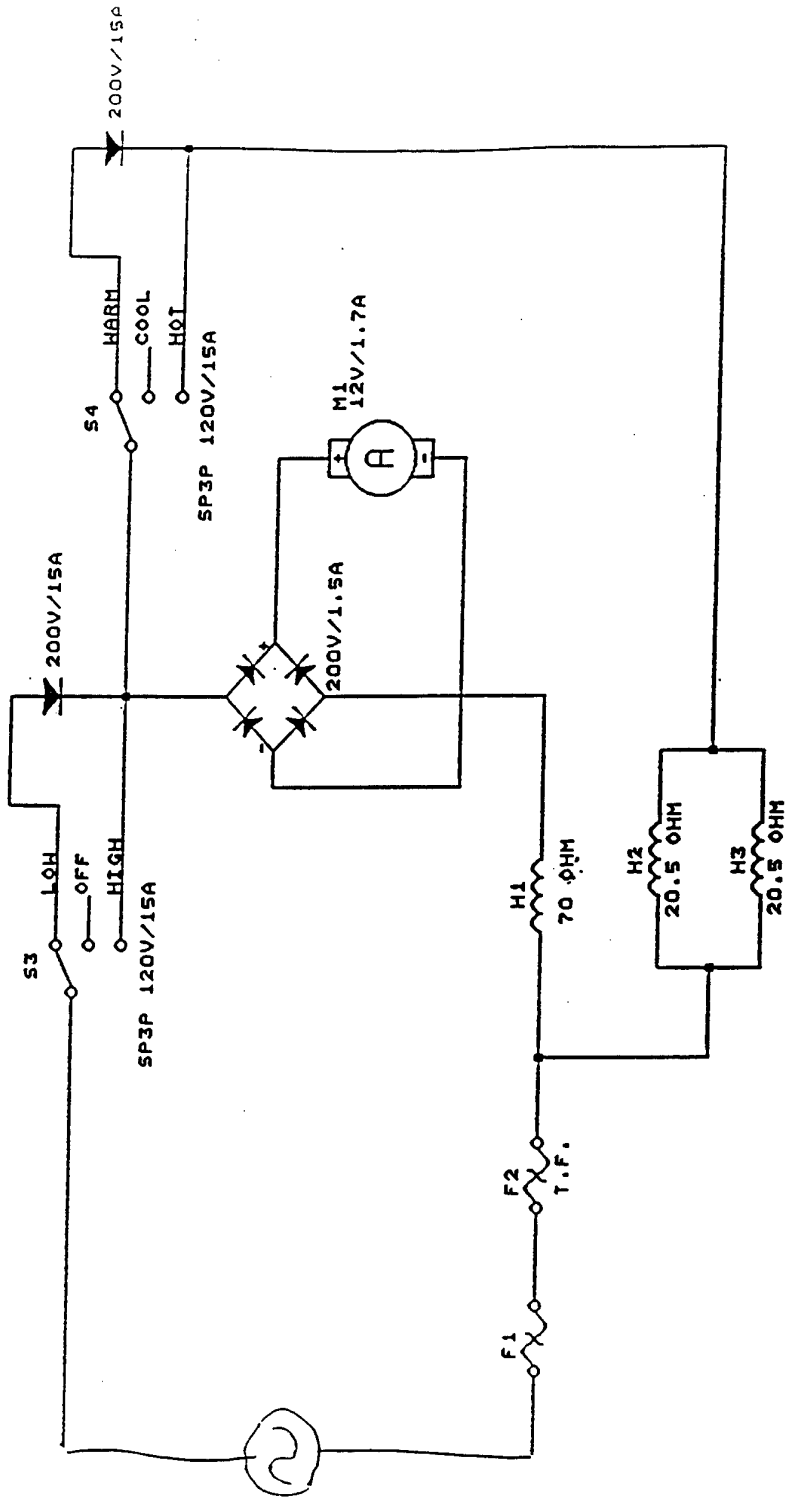 S3
LOW
OFF
HIGH
SP3P 120V/15A
200V/15A
S4
WARM
COOL
HOT
SP3P 120V/15A
200V/15A
200V/1.5A
M1
12V/1.7A
+
A
-
+
-
F1
F2
T.F.
H1
70 OHM
H2
20.5 OHM
H3
20.5 OHM